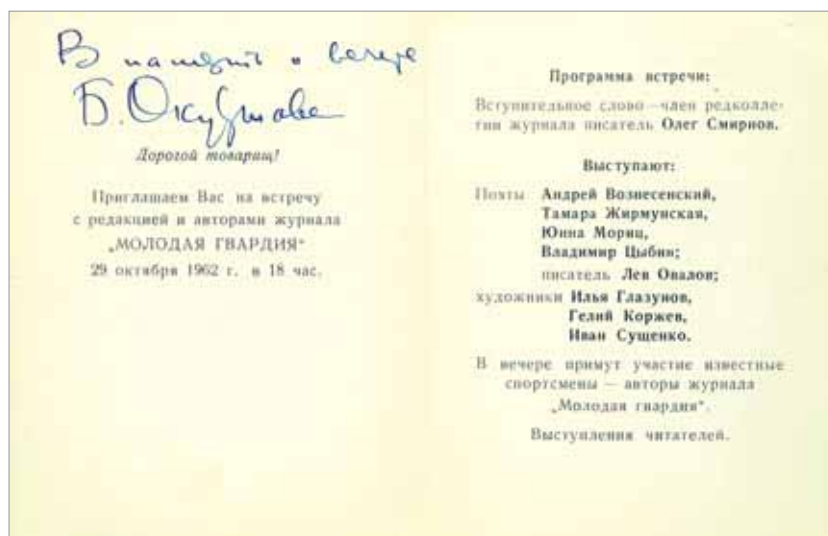 В память о вечере
Б. Окуджава
Дорогой товарищ!
Приглашаем Вас на встречу
с редакцией и авторами журнала
„МОЛОДАЯ ГВАРДИЯ“
29 октября 1962 г. в 18 час.
Программа встречи:
Вступительное слово — член редколле-
гии журнала писатель Олег Смирнов.
Выступают:
Поэты Андрей Вознесенский,
Тамара Жирмунская,
Юнна Мориц,
Владимир Цыбин;
писатель Лев Овалов;
художники Илья Глазунов,
Гелий Коржев,
Иван Сущенко.
В вечере примут участие известные
спортсмены — авторы журнала
„Молодая гвардия“.
Выступления читателей.